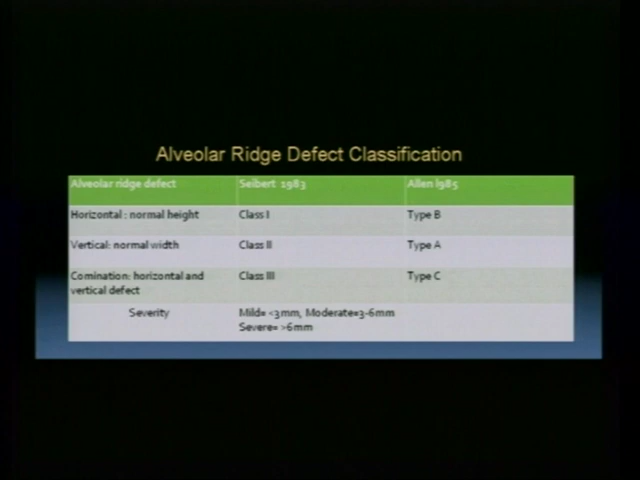 Alveolar Ridge Defect Classification
Alveolar ridge defect Seibert 1983 Allen l985
Horizontal : normal height Class I Type B
Vertical: normal width Class II Type A
Comination: horizontal and Class III Type C
vertical defect
Severity Mild= <3mm, Moderate=3-6mm
Severe= >6mm